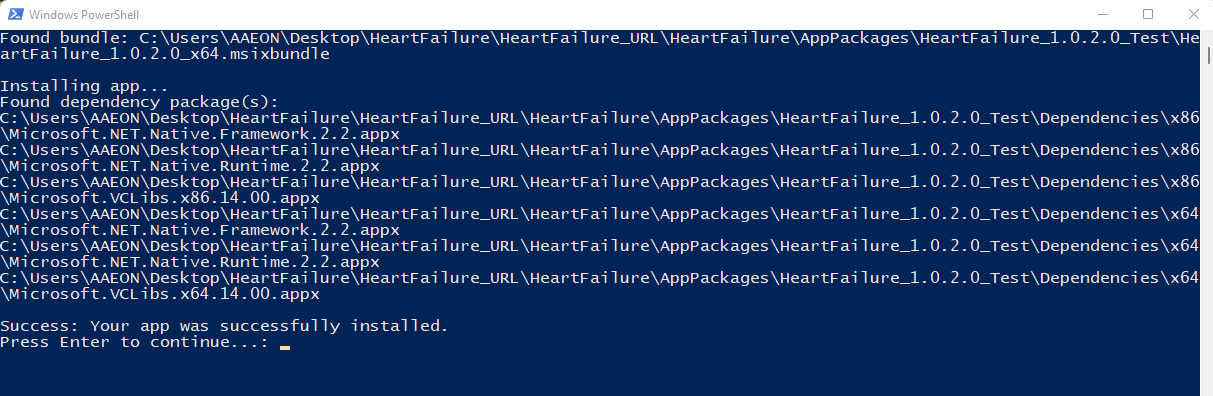 Windows PowerShell
Found bundle: C:\Users\AAEON\Desktop\HeartFailure\HeartFailure_URL\HeartFailure\AppPackages\HeartFailure_1.0.2.0_Test\He
artFailure_1.0.2.0_x64.msixbundle
Installing app...
Found dependency package(s):
C:\Users\AAEON\Desktop\HeartFailure\HeartFailure_URL\HeartFailure\AppPackages\HeartFailure_1.0.2.0_Test\Dependencies\x86
\Microsoft.NET.Native.Framework.2.2.appx
C:\Users\AAEON\Desktop\HeartFailure\HeartFailure_URL\HeartFailure\AppPackages\HeartFailure_1.0.2.0_Test\Dependencies\x86
\Microsoft.NET.Native.Runtime.2.2.appx
C:\Users\AAEON\Desktop\HeartFailure\HeartFailure_URL\HeartFailure\AppPackages\HeartFailure_1.0.2.0_Test\Dependencies\x86
\Microsoft.VCLibs.x86.14.00.appx
C:\Users\AAEON\Desktop\HeartFailure\HeartFailure_URL\HeartFailure\AppPackages\HeartFailure_1.0.2.0_Test\Dependencies\x64
\Microsoft.NET.Native.Framework.2.2.appx
C:\Users\AAEON\Desktop\HeartFailure\HeartFailure_URL\HeartFailure\AppPackages\HeartFailure_1.0.2.0_Test\Dependencies\x64
\Microsoft.NET.Native.Runtime.2.2.appx
C:\Users\AAEON\Desktop\HeartFailure\HeartFailure_URL\HeartFailure\AppPackages\HeartFailure_1.0.2.0_Test\Dependencies\x64
\Microsoft.VCLibs.x64.14.00.appx
Success: Your app was successfully installed.
Press Enter to continue...: